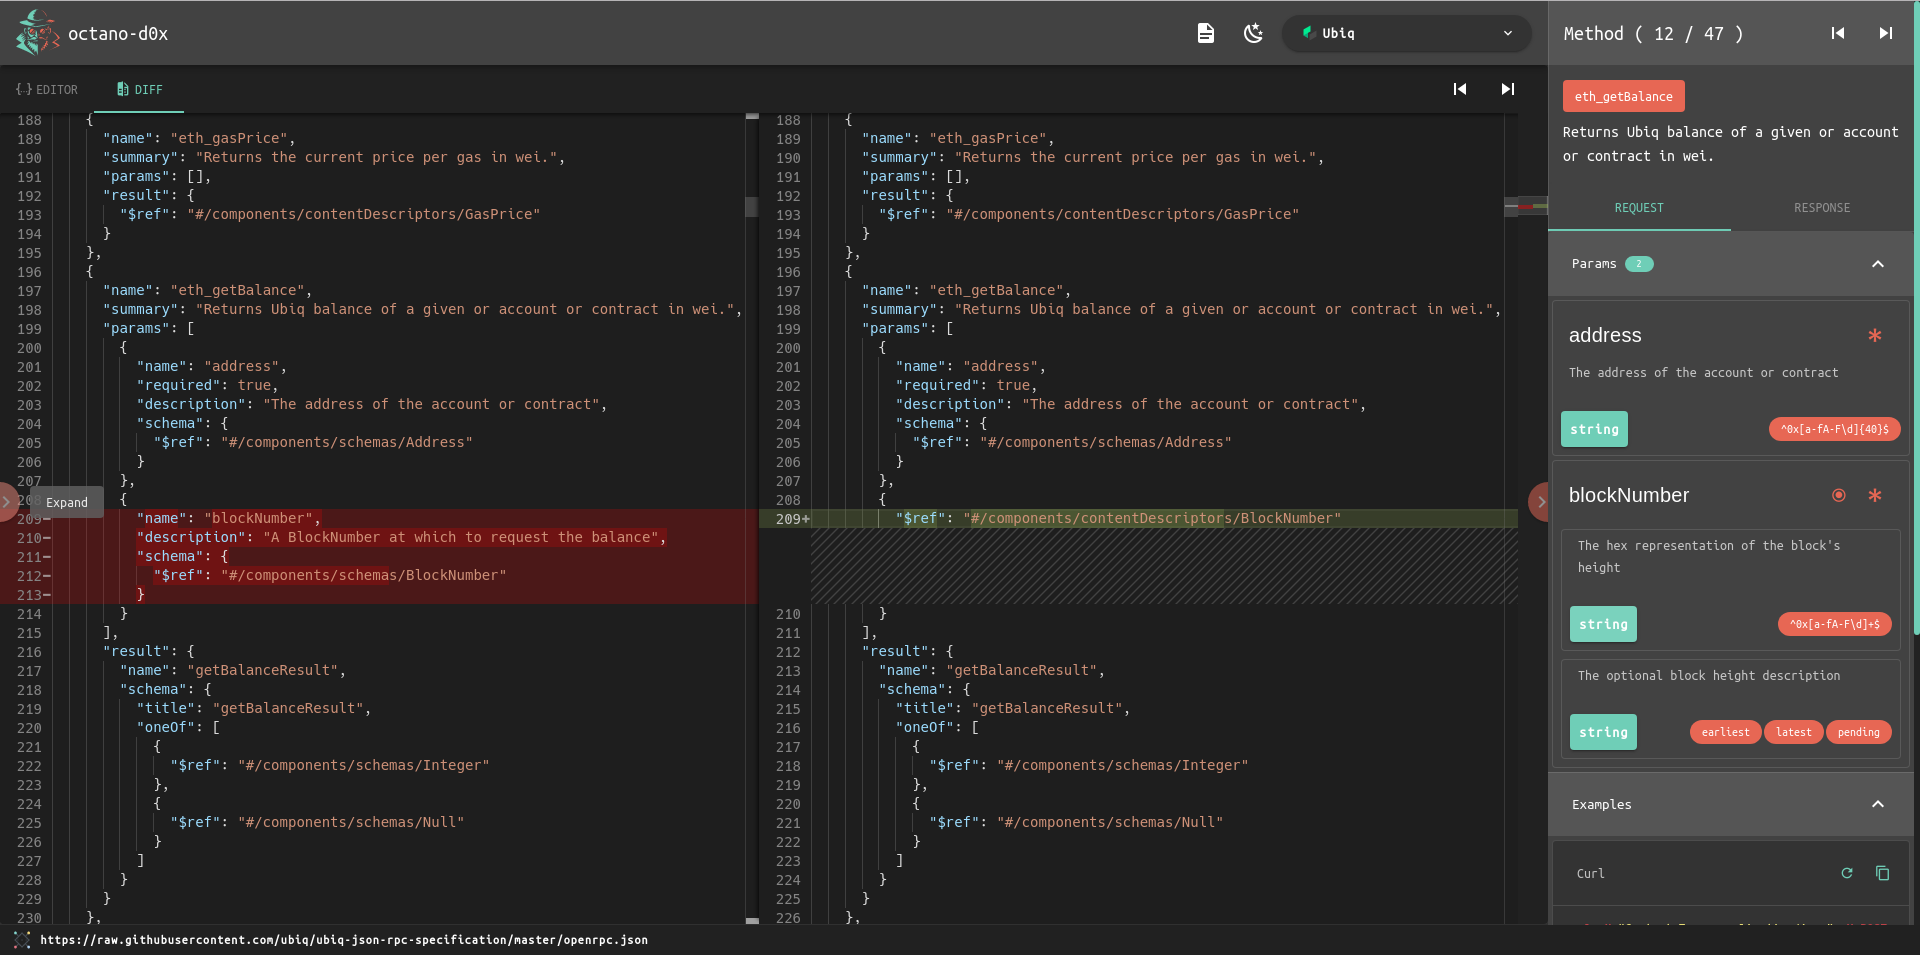 octano-d0x
Ubiq
Method ( 12 / 47 )
{..} EDITOR
DIFF
188 {
189 "name": "eth_gasPrice",
190 "summary": "Returns the current price per gas in wei.",
191 "params": [],
192 "result": {
193 "$ref": "#/components/contentDescriptors/GasPrice"
194 }
195 },
196 {
197 "name": "eth_getBalance",
198 "summary": "Returns Ubiq balance of a given or account or contract in wei.",
199 "params": [
200 {
201 "name": "address",
202 "required": true,
203 "description": "The address of the account or contract",
204 "schema": {
205 "$ref": "#/components/schemas/Address"
206 }
207 },
208 {
Expand
209- "name": "blockNumber",
210- "description": "A BlockNumber at which to request the balance",
211- "schema": {
212- "$ref": "#/components/schemas/BlockNumber"
213- }
214 }
215 ],
216 "result": {
217 "name": "getBalanceResult",
218 "schema": {
219 "title": "getBalanceResult",
220 "oneOf": [
221 {
222 "$ref": "#/components/schemas/Integer"
223 },
224 {
225 "$ref": "#/components/schemas/Null"
226 }
227 ]
228 }
229 }
230 },
188 {
189 "name": "eth_gasPrice",
190 "summary": "Returns the current price per gas in wei.",
191 "params": [],
192 "result": {
193 "$ref": "#/components/contentDescriptors/GasPrice"
194 }
195 },
196 {
197 "name": "eth_getBalance",
198 "summary": "Returns Ubiq balance of a given or account or contract in wei.",
199 "params": [
200 {
201 "name": "address",
202 "required": true,
203 "description": "The address of the account or contract",
204 "schema": {
205 "$ref": "#/components/schemas/Address"
206 }
207 },
208 {
209+ "$ref": "#/components/contentDescriptors/BlockNumber"
210 }
211 ],
212 "result": {
213 "name": "getBalanceResult",
214 "schema": {
215 "title": "getBalanceResult",
216 "oneOf": [
217 {
218 "$ref": "#/components/schemas/Integer"
219 },
220 {
221 "$ref": "#/components/schemas/Null"
222 }
223 ]
224 }
225 }
226 },
eth_getBalance
Returns Ubiq balance of a given or account
or contract in wei.
REQUEST
RESPONSE
Params 2
address *
The address of the account or contract
string ^0x[a-fA-F\d]{40}$
blockNumber *
The hex representation of the block's
height
string ^0x[a-fA-F\d]+$
The optional block height description
string earliest latest pending
Examples
Curl
https://raw.githubusercontent.com/ubiq/ubiq-json-rpc-specification/master/openrpc.json